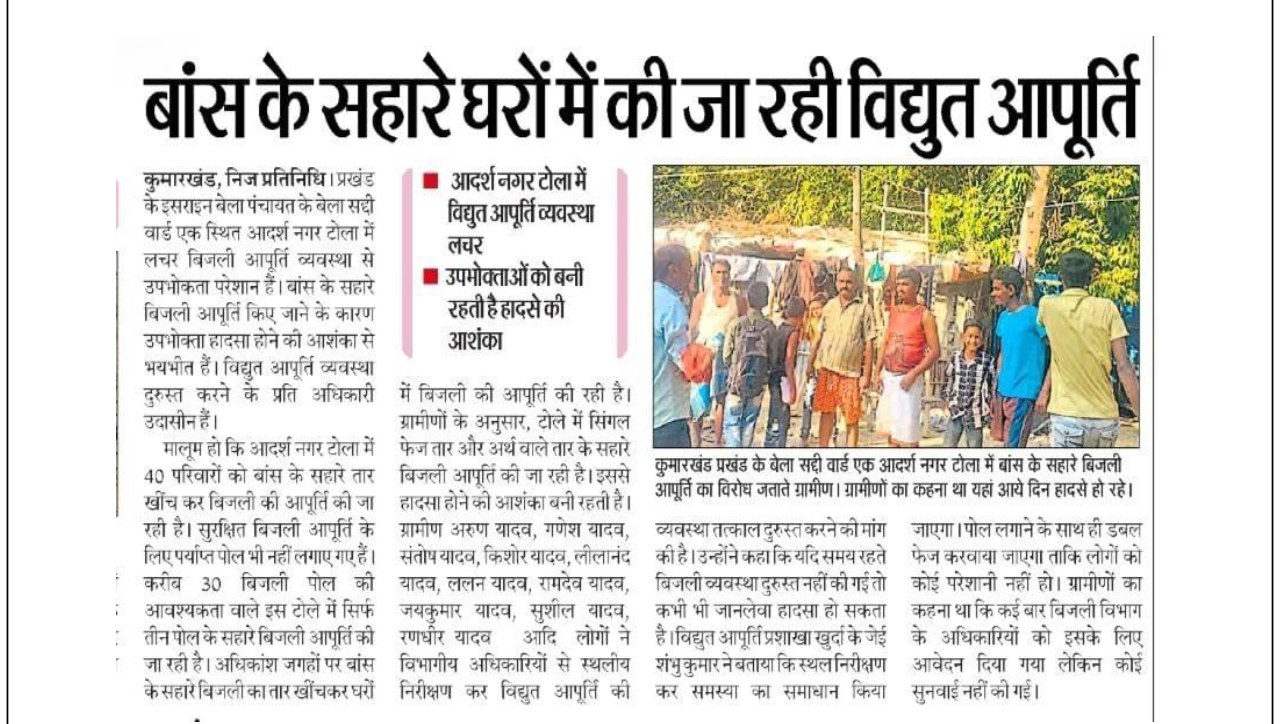 बांस के सहारे घरों में की जा रही विद्युत आपूर्ति
कुमारखंड, निज प्रतिनिधि। प्रखंड
के इसराइन बेला पंचायत के बेला सद्दी
वार्ड एक स्थित आदर्श नगर टोला में
लचर बिजली आपूर्ति व्यवस्था से
उपभोकता परेशान हैं। बांस के सहारे
बिजली आपूर्ति किए जाने के कारण
उपभोक्ता हादसा होने की आशंका से
भयभीत हैं। विद्युत आपूर्ति व्यवस्था
दुरुस्त करने के प्रति अधिकारी
उदासीन हैं।
मालूम हो कि आदर्श नगर टोला में
40 परिवारों को बांस के सहारे तार
खींच कर बिजली की आपूर्ति की जा
रही है। सुरक्षित बिजली आपूर्ति के
लिए पर्याप्त पोल भी नहीं लगाए गए हैं।
करीब 30 बिजली पोल की
आवश्यकता वाले इस टोले में सिर्फ
तीन पोल के सहारे बिजली आपूर्ति की
जा रही है। अधिकांश जगहों पर बांस
के सहारे बिजली का तार खींचकर घरों
■ आदर्श नगर टोला में
विद्युत आपूर्ति व्यवस्था
लचर
■ उपभोक्ताओं को बनी
रहती है हादसे की
आशंका
में बिजली की आपूर्ति की रही है।
ग्रामीणों के अनुसार, टोले में सिंगल
फेज तार और अर्थ वाले तार के सहारे
बिजली आपूर्ति की जा रही है। इससे
हादसा होने की आशंका बनी रहती है।
ग्रामीण अरुण यादव, गणेश यादव,
संतोष यादव, किशोर यादव, लीलानंद
यादव, ललन यादव, रामदेव यादव,
जयकुमार यादव, सुशील यादव,
रणधीर यादव आदि लोगों ने
विभागीय अधिकारियों से स्थलीय
निरीक्षण कर विद्युत आपूर्ति की
कुमारखंड प्रखंड के बेला सद्दी वार्ड एक आदर्श नगर टोला में बांस के सहारे बिजली
आपूर्ति का विरोध जताते ग्रामीण। ग्रामीणों का कहना था यहां आये दिन हादसे हो रहे।
व्यवस्था तत्काल दुरुस्त करने की मांग
की है। उन्होंने कहा कि यदि समय रहते
बिजली व्यवस्था दुरुस्त नहीं की गई तो
कभी भी जानलेवा हादसा हो सकता
है। विद्युत आपूर्ति प्रशाखा खुर्दा के जेई
शंभु कुमार ने बताया कि स्थल निरीक्षण
कर समस्या का समाधान किया
जाएगा। पोल लगाने के साथ ही डबल
फेज करवाया जाएगा ताकि लोगों को
कोई परेशानी नहीं हो। ग्रामीणों का
कहना था कि कई बार बिजली विभाग
के अधिकारियों को इसके लिए
आवेदन दिया गया लेकिन कोई
सुनवाई नहीं की गई।